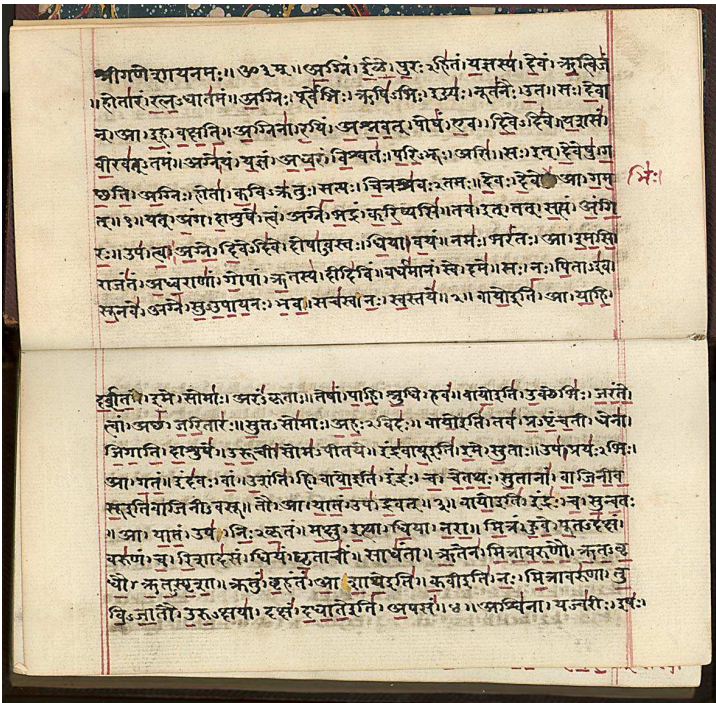 श्रीगणेशायनमः॥ॐ३म्॥अग्निं।ईळे।पुरःऽहितं।यज्ञस्य।देवं।ऋत्विजं
॥होतारं।रत्नऽधातमं॥अग्निः।पूर्वेभिः।ऋषिऽभिः।ईड्यः।नूतनैः।उत॥सः।देवा
न्।आ।इह।वक्षति॥अग्निना।रयिं।अश्नवत्।पोषं।एव।दिवेऽदिवे॥यशसं
वीरवत्ऽतमं॥अग्ने।यं।यज्ञं।अध्वरं।विश्वतः।परिऽभूः।असि॥सः।इत्।देवेषु।ग
च्छति।अग्निः।होता।कविऽक्रतुः।सत्यः।चित्रश्रवःऽतमः॥देवः।देवे।आ।गम
भिः।
त्॥१॥यत्।अंग।दाशुषे।त्वं।अग्ने।भद्रं।करिष्यसि॥तव।इत्।तत्।सत्यं।अंगि
रः॥उप।त्वा।अग्ने।दिवेऽदिवे।दोषाऽवस्तः।धिया।वयं॥नमः।भरंतः।आ।इमसि
राजंतं।अध्वराणां।गोपां।ऋतस्य।दीदिविं॥वर्धमानं।स्वे।दमे॥सः।नः।पिताऽइव
सूनवे।अग्ने।सुऽउपायनः।भव॥सचस्व।नः।स्वस्तये॥२॥वायोइति।आ।याहि
दर्शत।इमे।सोमाः।अरंऽकृताः॥तेषां।पाहि।श्रुधि।हवं॥वायोइति।उक्थेभिः।जरंते
त्वां।अच्छ।जरितारः॥सुतऽसोमाः।अहःऽविदः॥वायोइति।तव।प्रऽपृंचती।धेना
जिगाति।दाशुषे॥उरूची।सोमऽपीतये॥इंद्रवायूइति।इमे।सुताः॥उप।प्रयःऽभिः।
आ।गतं॥इंदवः।वां।उशंति।हि॥वायोइति।इंद्रः।च।चेतथः।सुतानां।वाजिनीव
सूइतिवाजिनीऽवसू॥तौ।आ।यातं।उप।द्रवत्॥३॥वायोइति।इंद्रः।च।सुन्वतः
॥आ।यातं।उप।निःऽकृतं॥मक्षु।इत्था।धिया।नरा॥मित्रं।हुवे।पूतऽदक्षं
वरुणं।च।रिशादसं॥धियं।घृताचीं।साधंता॥ऋतेन।मित्रावरुणौ।ऋतऽवृ
धौ।ऋतऽस्पृशा॥क्रतुं।बृहंतं।आशाथेइति॥कवीइति।नः।मित्रावरुणा।तु
विऽजातौ।उरुऽक्षया॥दक्षं।दधातेइति।अपसं॥४॥अश्विना।यज्वरीः।इषः।